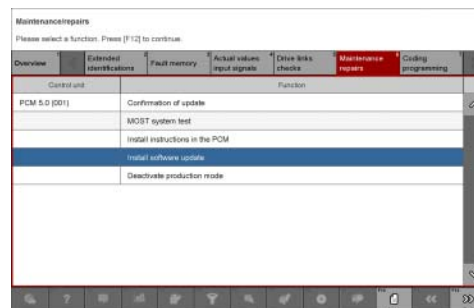 Maintenance/repairs
Please select a function. Press [F12] to continue.
Overview
Extended identifications
Fault memory
Actual values input signals
Drive links checks
Maintenance repairs
Coding programming
Control unit
Function
PCM 5.0 (001)
Confirmation of update
MOST system test
Install instructions in the PCM
Install software update
Deactivate production mode